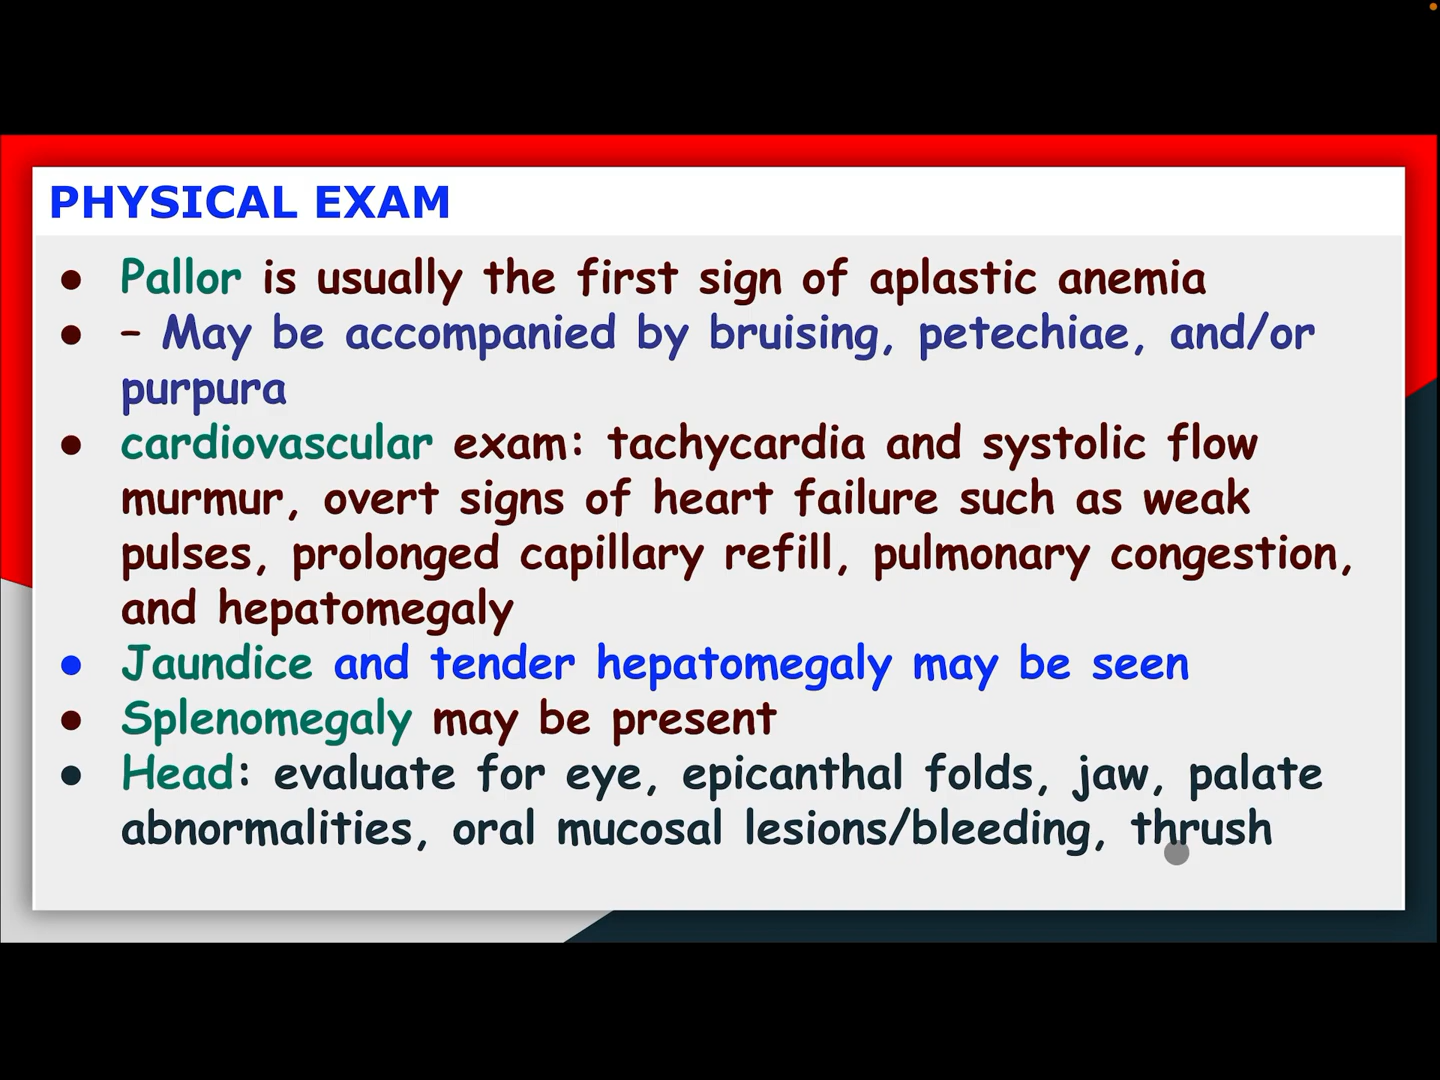 PHYSICAL EXAM
● Pallor is usually the first sign of aplastic anemia
● – May be accompanied by bruising, petechiae, and/or
purpura
● cardiovascular exam: tachycardia and systolic flow
murmur, overt signs of heart failure such as weak
pulses, prolonged capillary refill, pulmonary congestion,
and hepatomegaly
● Jaundice and tender hepatomegaly may be seen
● Splenomegaly may be present
● Head: evaluate for eye, epicanthal folds, jaw, palate
abnormalities, oral mucosal lesions/bleeding, thrush